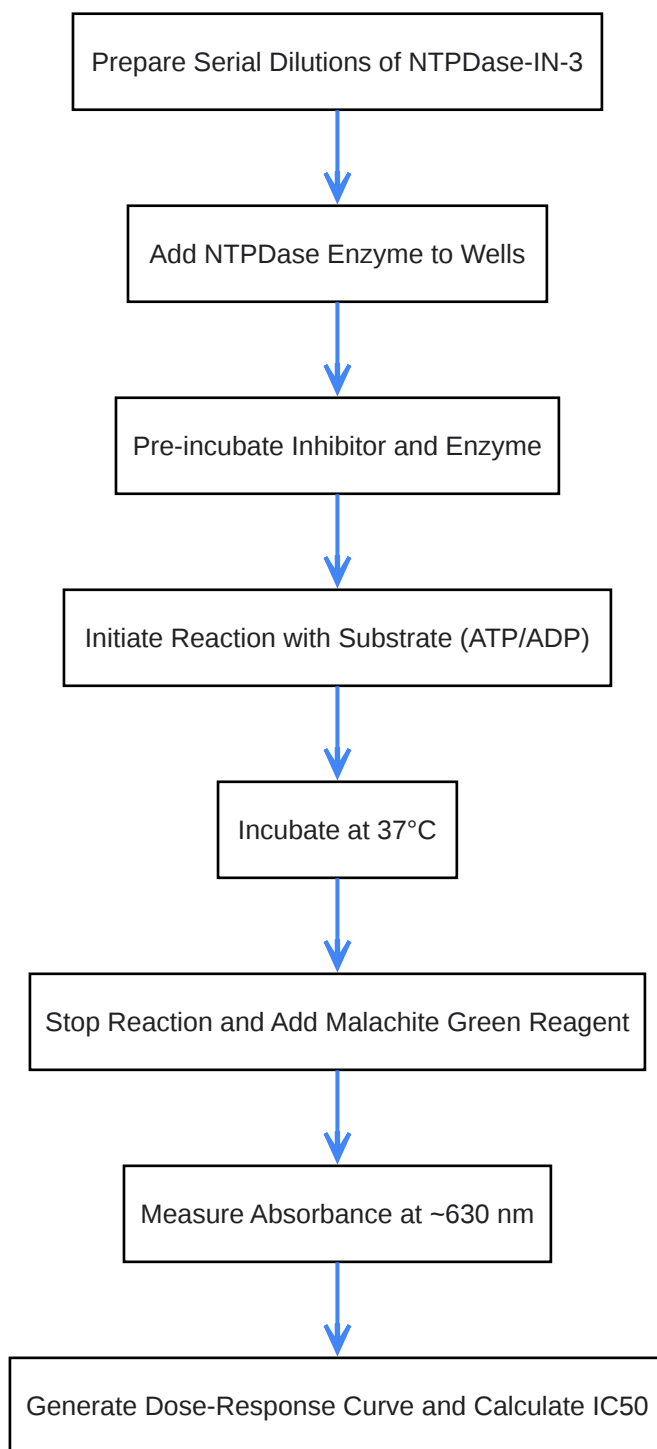 Prepare Serial Dilutions of NTPDase-IN-3
Add NTPDase Enzyme to Wells
Pre-incubate Inhibitor and Enzyme
Initiate Reaction with Substrate (ATP/ADP)
Incubate at 37°C
Stop Reaction and Add Malachite Green Reagent
Measure Absorbance at ~630 nm
Generate Dose-Response Curve and Calculate IC50